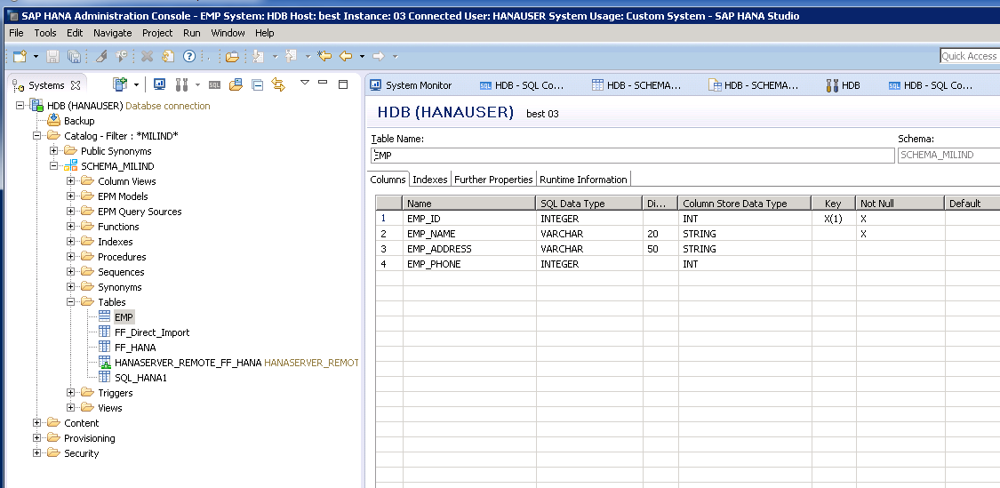 SAP HANA Administration Console - EMP System: HDB Host: best Instance: 03 Connected User: HANAUSER System Usage: Custom System - SAP HANA Studio
File Tools Edit Navigate Project Run Window Help
SQL
Quick Access
Systems
System Monitor
SQL HDB - SQL Co...
HDB - SCHEMA...
HDB - SCHEMA...
HDB
SQL HDB - SQL Co...
HDB (HANAUSER) Databse connection
Backup
Catalog - Filter : *MILIND*
Public Synonyms
SCHEMA_MILIND
Column Views
EPM Models
EPM Query Sources
Functions
Indexes
Procedures
Sequences
Synonyms
Tables
EMP
FF_Direct_Import
FF_HANA
HANASERVER_REMOTE_FF_HANA HANASERVER_REMOT
SQL_HANA1
Triggers
Views
Content
Provisioning
Security
HDB (HANAUSER) best 03
Table Name: Schema:
EMP SCHEMA_MILIND
Columns Indexes Further Properties Runtime Information
Name SQL Data Type Di... Column Store Data Type Key Not Null Default
1 EMP_ID INTEGER INT X(1) X
2 EMP_NAME VARCHAR 20 STRING X
3 EMP_ADDRESS VARCHAR 50 STRING
4 EMP_PHONE INTEGER INT